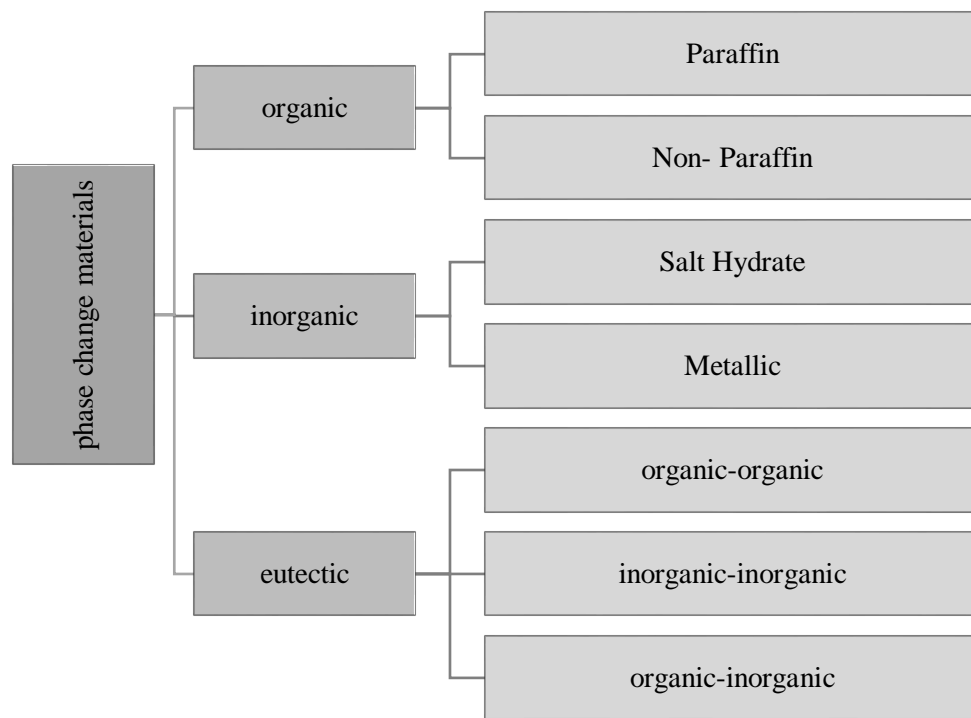 phase change materials
organic
Paraffin
Non- Paraffin
inorganic
Salt Hydrate
Metallic
eutectic
organic-organic
inorganic-inorganic
organic-inorganic